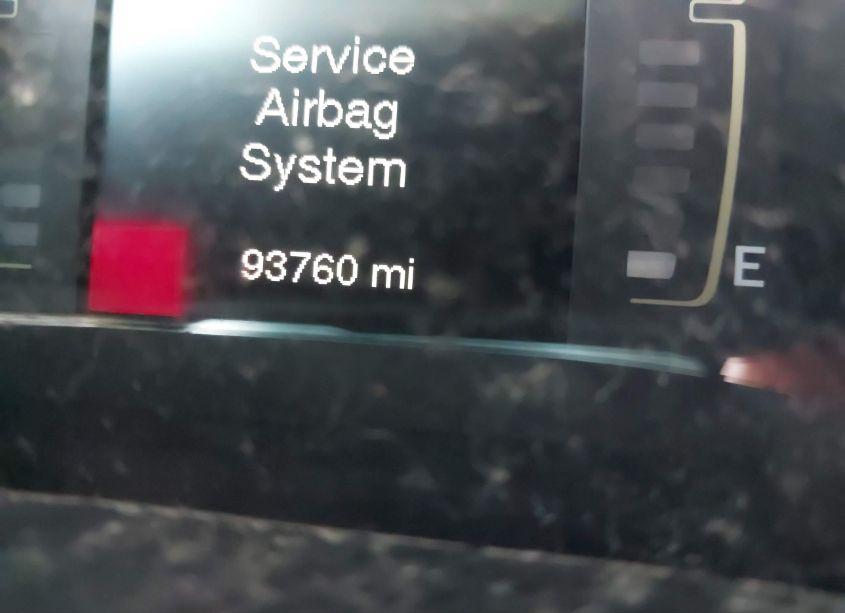 Service
Airbag
System
93760 mi
E